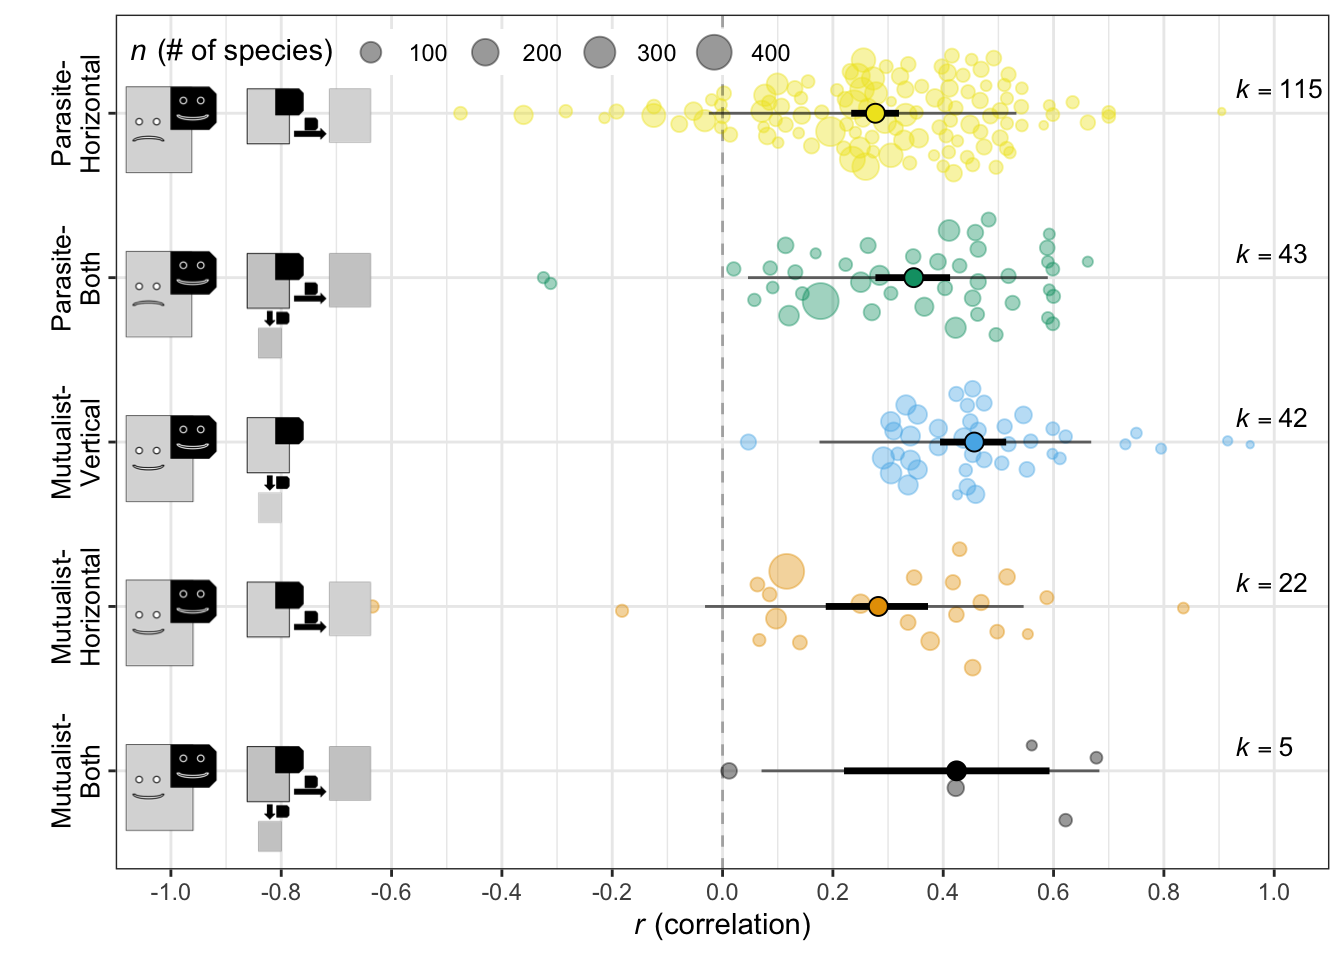 n (# of species) 100 200 300 400
Parasite-
Horizontal
k = 115
Parasite-
Both
k = 43
Mutualist-
Vertical
k = 42
Mutualist-
Horizontal
k = 22
Mutualist-
Both
k = 5
-1.0 -0.8 -0.6 -0.4 -0.2 0.0 0.2 0.4 0.6 0.8 1.0
r (correlation)